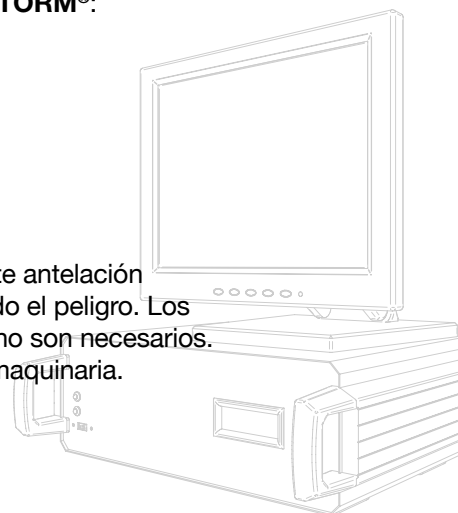 TORM®:
te antelación
do el peligro. Los
no son necesarios.
maquinaria.